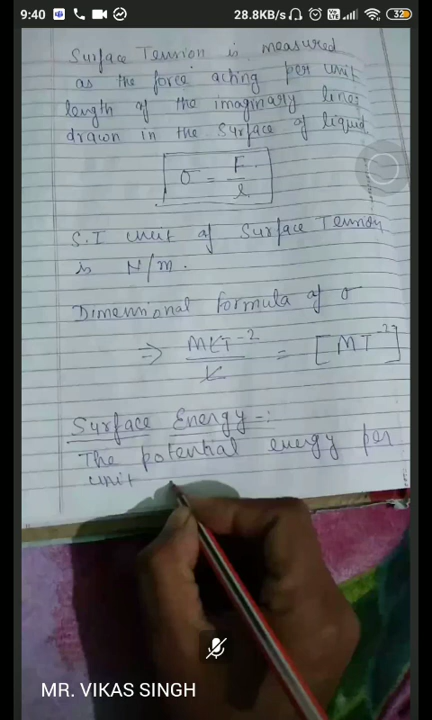 9:40
28.8KB/s
32
Surface Tension is measured
as the force acting per unit
length of the imaginary line
drawn in the surface of liquid
σ = F/l
S.I unit of Surface Tension
is N/m.
Dimensional formula of σ
⇒ MLT⁻²/L = [MT⁻²]
Surface Energy -:
The potential energy per
unit
MR. VIKAS SINGH